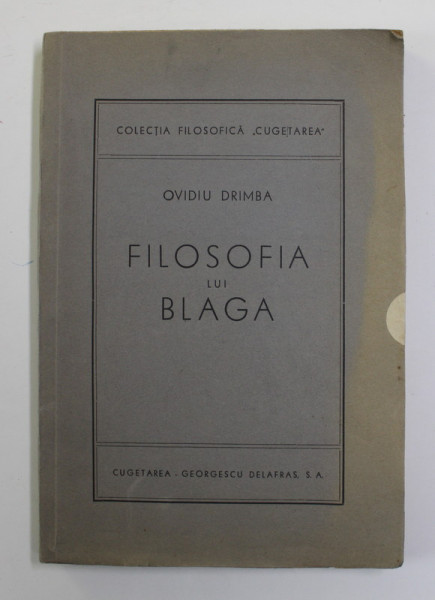 COLECȚIA FILOSOFICĂ „CUGETAREA"
OVIDIU DRIMBA
FILOSOFIA
LUI
BLAGA
CUGETAREA - GEORGESCU DELAFRAS, S. A.